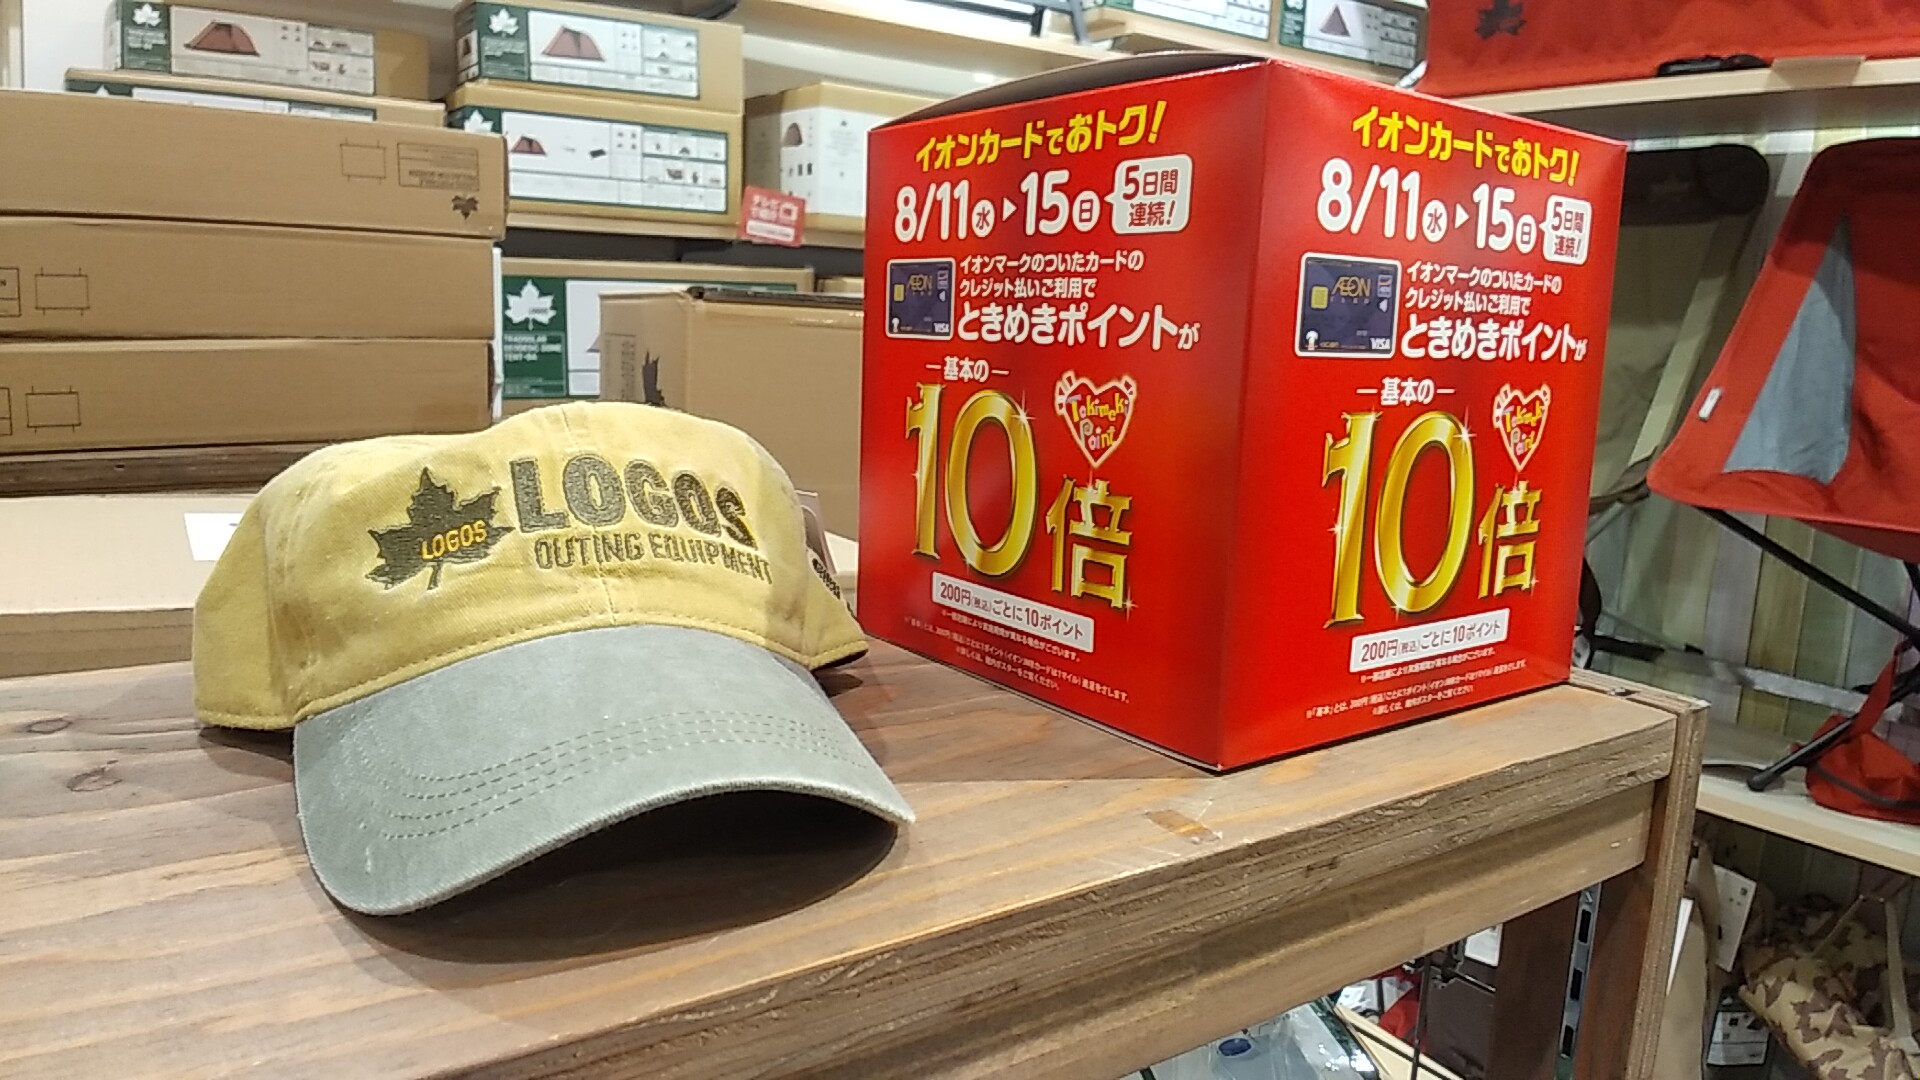 LOGOS
LOGOS
OUTING EQUIPMENT
イオンカードでおトク!
8/11水▶15日
5日間
連続!
イオンマークのついたカードの
クレジット払いご利用で
ときめきポイントが
AEON
VISA
基本の
10倍
Tokimeki
Point
200円(税込)ごとに10ポイント
イオンカードでおトク!
8/11水▶15日
5日間
連続!
イオンマークのついたカードの
クレジット払いご利用で
ときめきポイントが
AEON
VISA
基本の
10倍
Tokimeki
Point
200円(税込)ごとに10ポイント